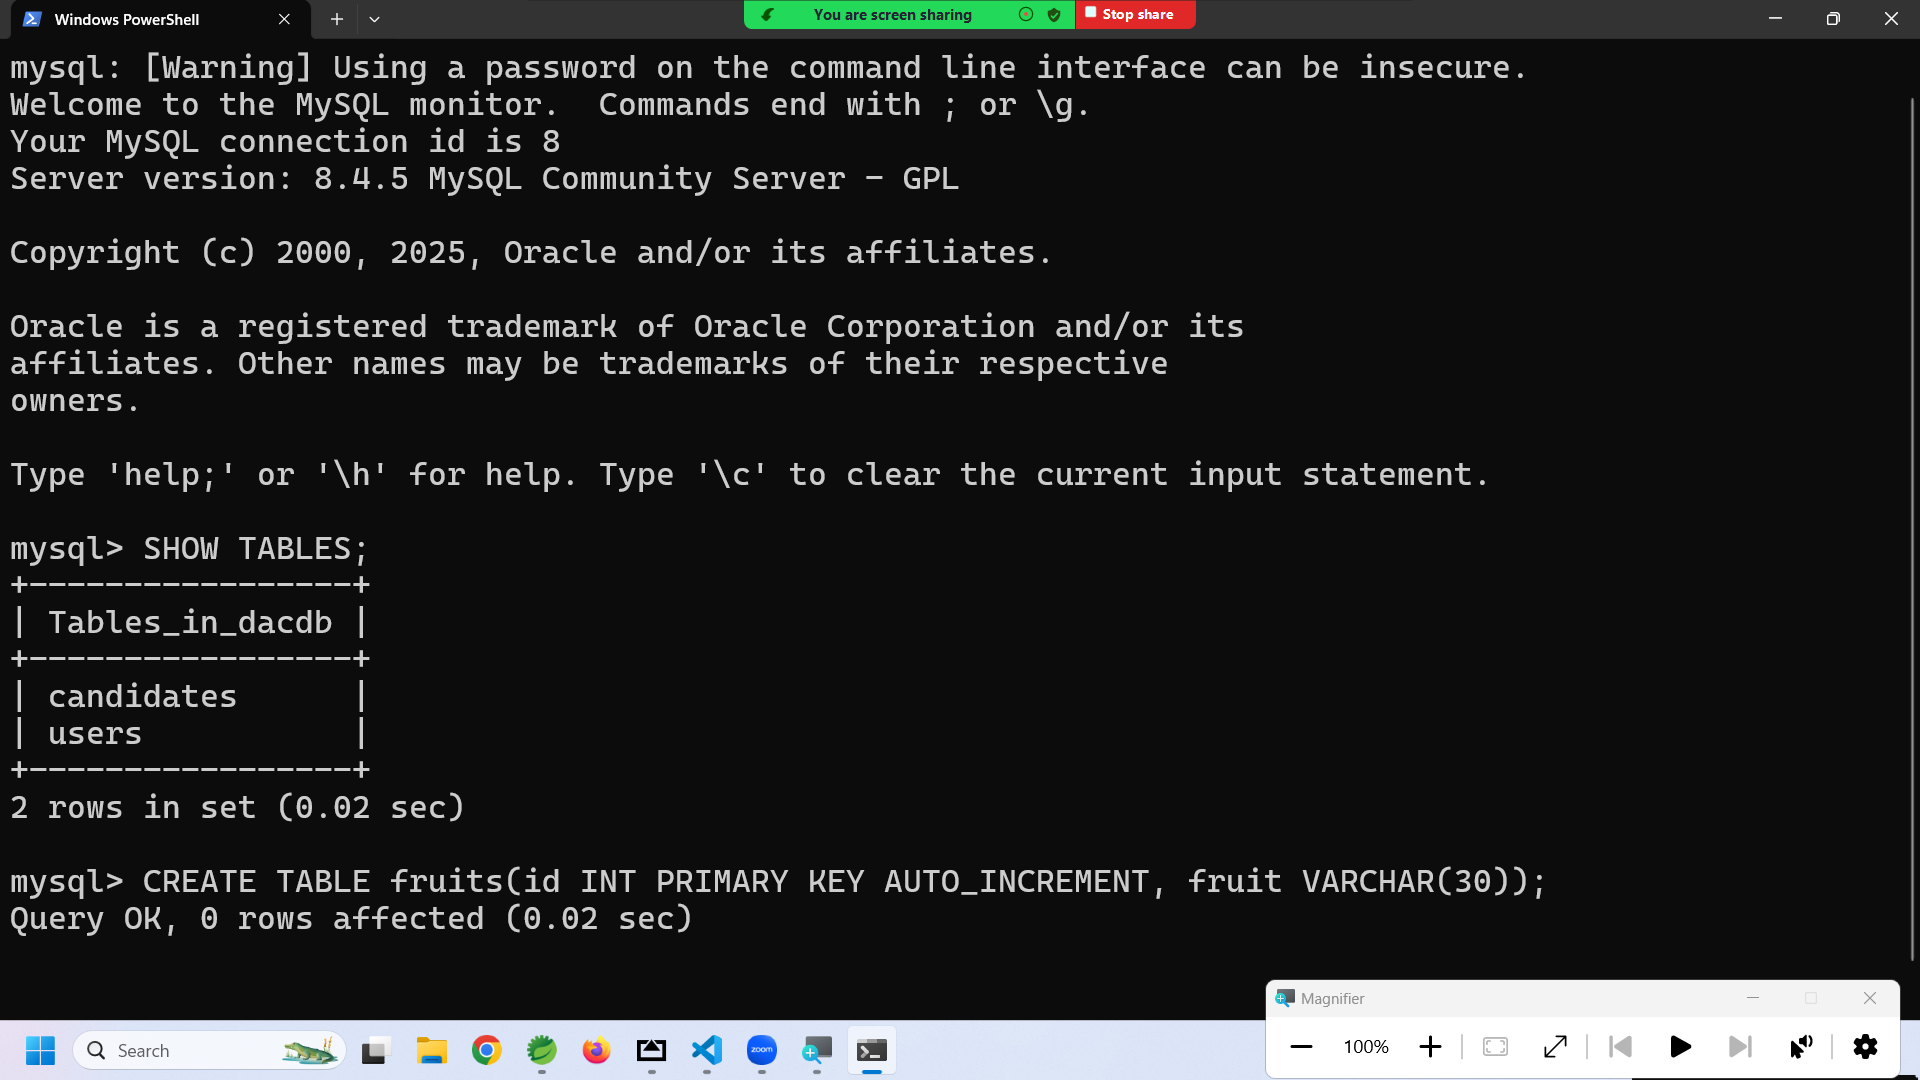 Windows PowerShell
You are screen sharing
Stop share
mysql: [Warning] Using a password on the command line interface can be insecure.
Welcome to the MySQL monitor.  Commands end with ; or \g.
Your MySQL connection id is 8
Server version: 8.4.5 MySQL Community Server - GPL
Copyright (c) 2000, 2025, Oracle and/or its affiliates.
Oracle is a registered trademark of Oracle Corporation and/or its
affiliates. Other names may be trademarks of their respective
owners.
Type 'help;' or '\h' for help. Type '\c' to clear the current input statement.
mysql> SHOW TABLES;
+-----------------+
| Tables_in_dacdb |
+-----------------+
| candidates      |
| users           |
+-----------------+
2 rows in set (0.02 sec)
mysql> CREATE TABLE fruits(id INT PRIMARY KEY AUTO_INCREMENT, fruit VARCHAR(30));
Query OK, 0 rows affected (0.02 sec)
Magnifier
Search
zoom
100%